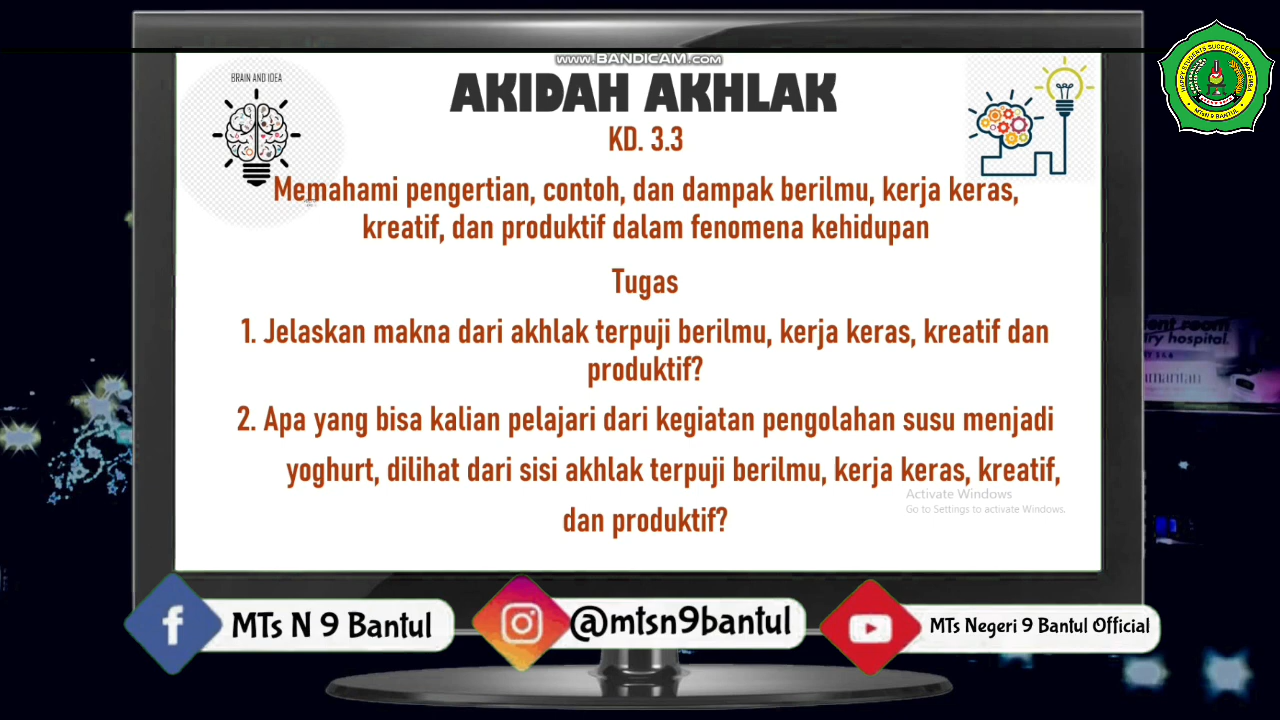 WWW.BANDICAM.COM
BRAIN AND IDEA
AKIDAH AKHLAK
KD. 3.3
Memahami pengertian, contoh, dan dampak berilmu, kerja keras,
kreatif, dan produktif dalam fenomena kehidupan
Tugas
1. Jelaskan makna dari akhlak terpuji berilmu, kerja keras, kreatif dan
produktif?
2. Apa yang bisa kalian pelajari dari kegiatan pengolahan susu menjadi
yoghurt, dilihat dari sisi akhlak terpuji berilmu, kerja keras, kreatif,
dan produktif?
Activate Windows
Go to Settings to activate Windows.
MTs N 9 Bantul
@mtsn9bantul
MTs Negeri 9 Bantul Official
MTSN 9 BANTUL
hospital.